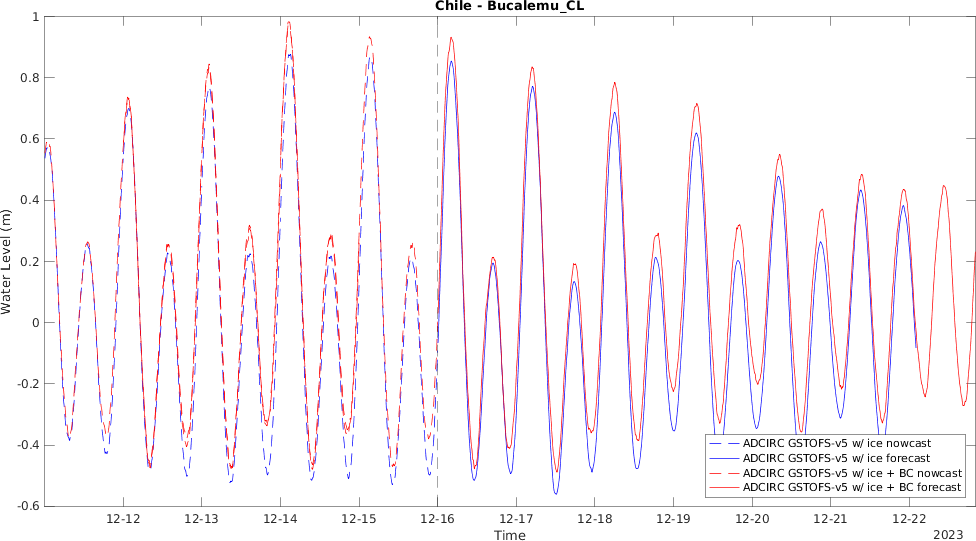 Chile - Bucalemu_CL
Water Level (m)
1
0.8
0.6
0.4
0.2
0
-0.2
-0.4
-0.6
ADCIRC GSTOFS-v5 w/ ice nowcast
ADCIRC GSTOFS-v5 w/ ice forecast
ADCIRC GSTOFS-v5 w/ ice + BC nowcast
ADCIRC GSTOFS-v5 w/ ice + BC forecast
12-12 12-13 12-14 12-15 12-16 12-17 12-18 12-19 12-20 12-21 12-22
Time
2023